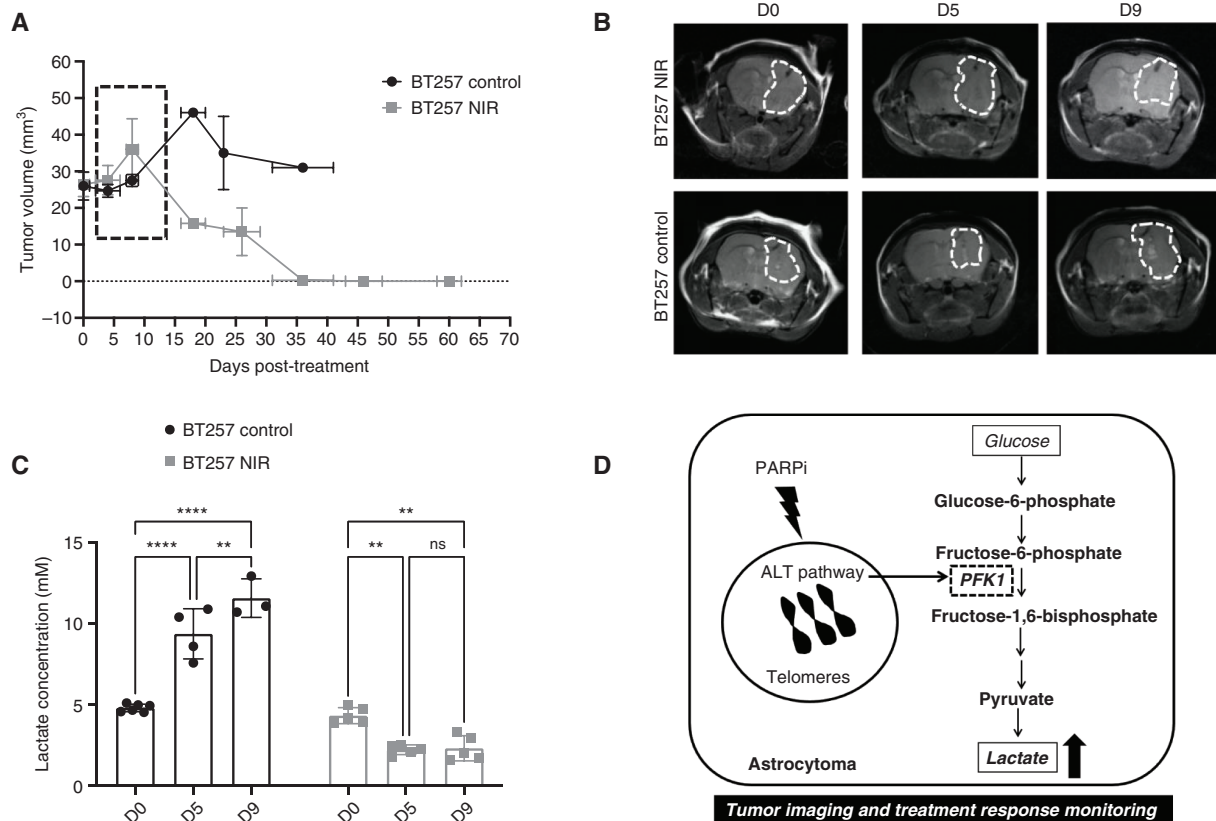 A
60
50
40
30
20
10
0
–10
Tumor volume (mm3)
0 5 10 15 20 25 30 35 40 45 50 55 60 65 70
Days post-treatment
BT257 control
BT257 NIR
B
D0 D5 D9
BT257 NIR
BT257 control
C
BT257 control
BT257 NIR
**** **
**** ** ** ns
15
10
5
0
Lactate concentration (mM)
D0 D5 D9 D0 D5 D9
D
Glucose
PARPi
Glucose-6-phosphate
Fructose-6-phosphate
ALT pathway
PFK1
Fructose-1,6-bisphosphate
Telomeres
Pyruvate
Lactate
Astrocytoma
Tumor imaging and treatment response monitoring